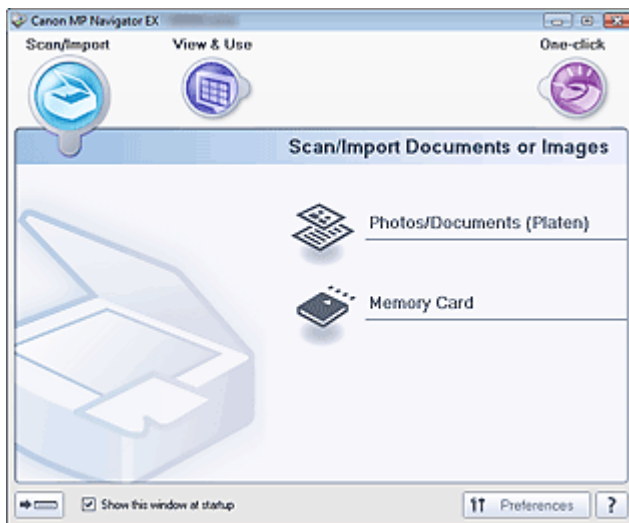 Canon MP Navigator EX
Scan/Import
View & Use
One-click
Scan/Import Documents or Images
Photos/Documents (Platen)
Memory Card
Show this window at startup
Preferences
?